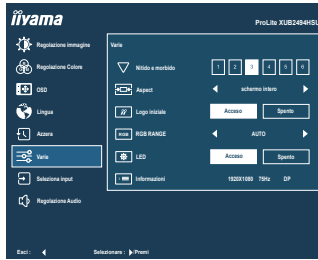 iiyama
ProLite XUB2494HSU
Regolazione immagine
Regolazione Colore
OSD
Lingua
Azzera
Varie
Seleziona input
Regolazione Audio
Varie
Nitido e morbido 1 2 3 4 5 6
Aspect schermo intero
Logo iniziale Acceso Spento
RGB RGB RANGE AUTO
LED Acceso Spento
Informazioni 1920X1080 75Hz DP
Esci : Selezionare : /Premi